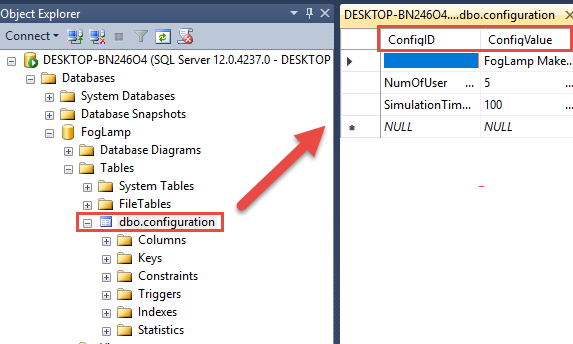 Object Explorer
Connect
DESKTOP-BN246O4 (SQL Server 12.0.4237.0 - DESKTOP
Databases
System Databases
Database Snapshots
FogLamp
Database Diagrams
Tables
System Tables
FileTables
dbo.configuration
Columns
Keys
Constraints
Triggers
Indexes
Statistics
DESKTOP-BN246O4....dbo.configuration
ConfigID ConfigValue
FogLamp Make...
NumOfUser ... 5 ...
SimulationTim... 100 ...
NULL NULL